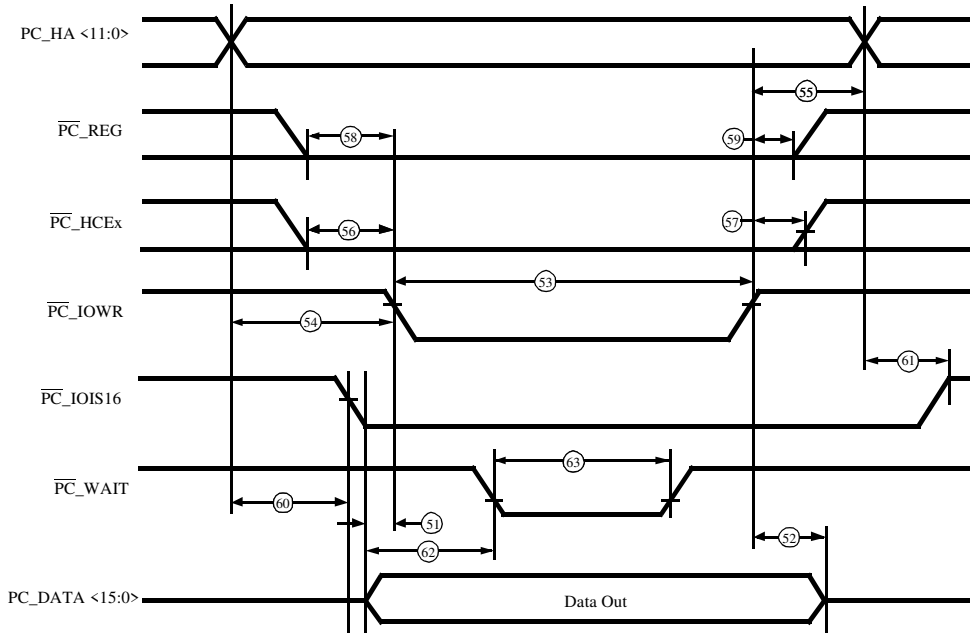 PC_HA <11:0>
55
PC_REG
58
59
PC_HCEx
56
57
53
PC_IOWR
54
61
PC_IOIS16
63
PC_WAIT
60
51
62
52
PC_DATA <15:0>
Data Out